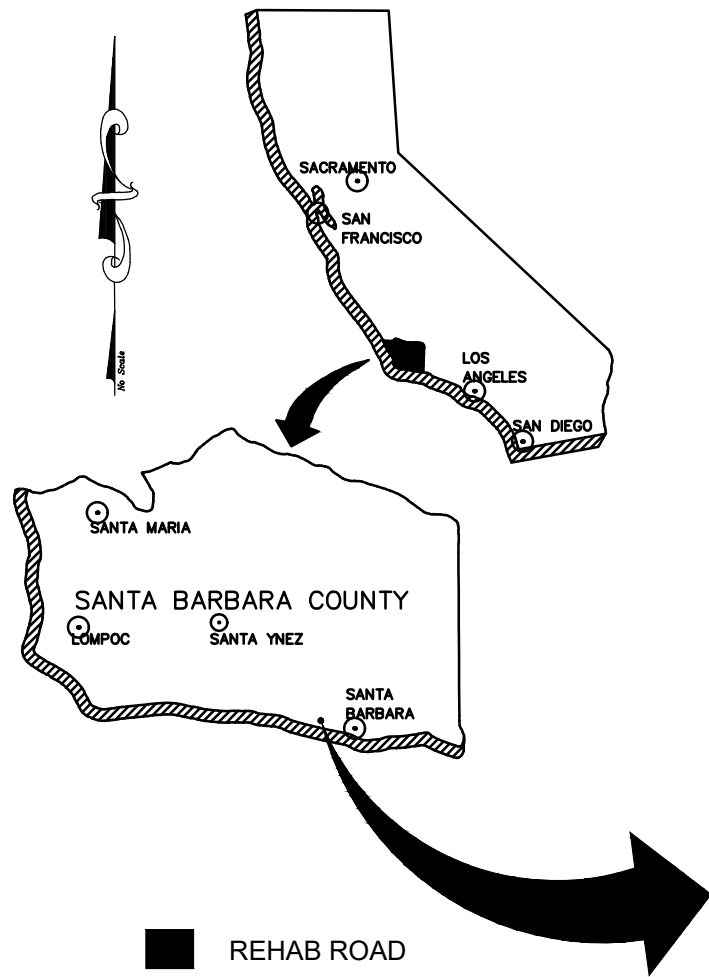 SACRAMENTO
SAN
FRANCISCO
LOS
ANGELES
SAN DIEGO
No Scale
SANTA MARIA
SANTA BARBARA COUNTY
LOMPOC
SANTA YNEZ
SANTA
BARBARA
REHAB ROAD